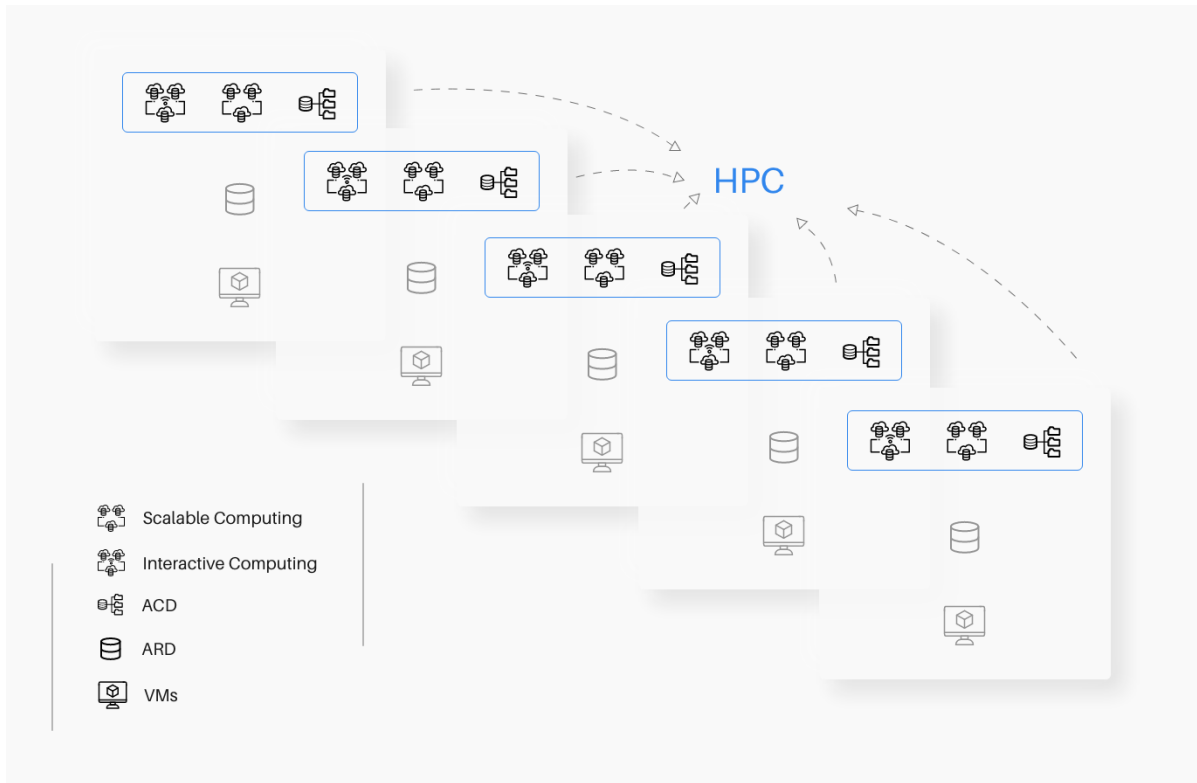 HPC
Scalable Computing
Interactive Computing
ACD
ARD
VMs